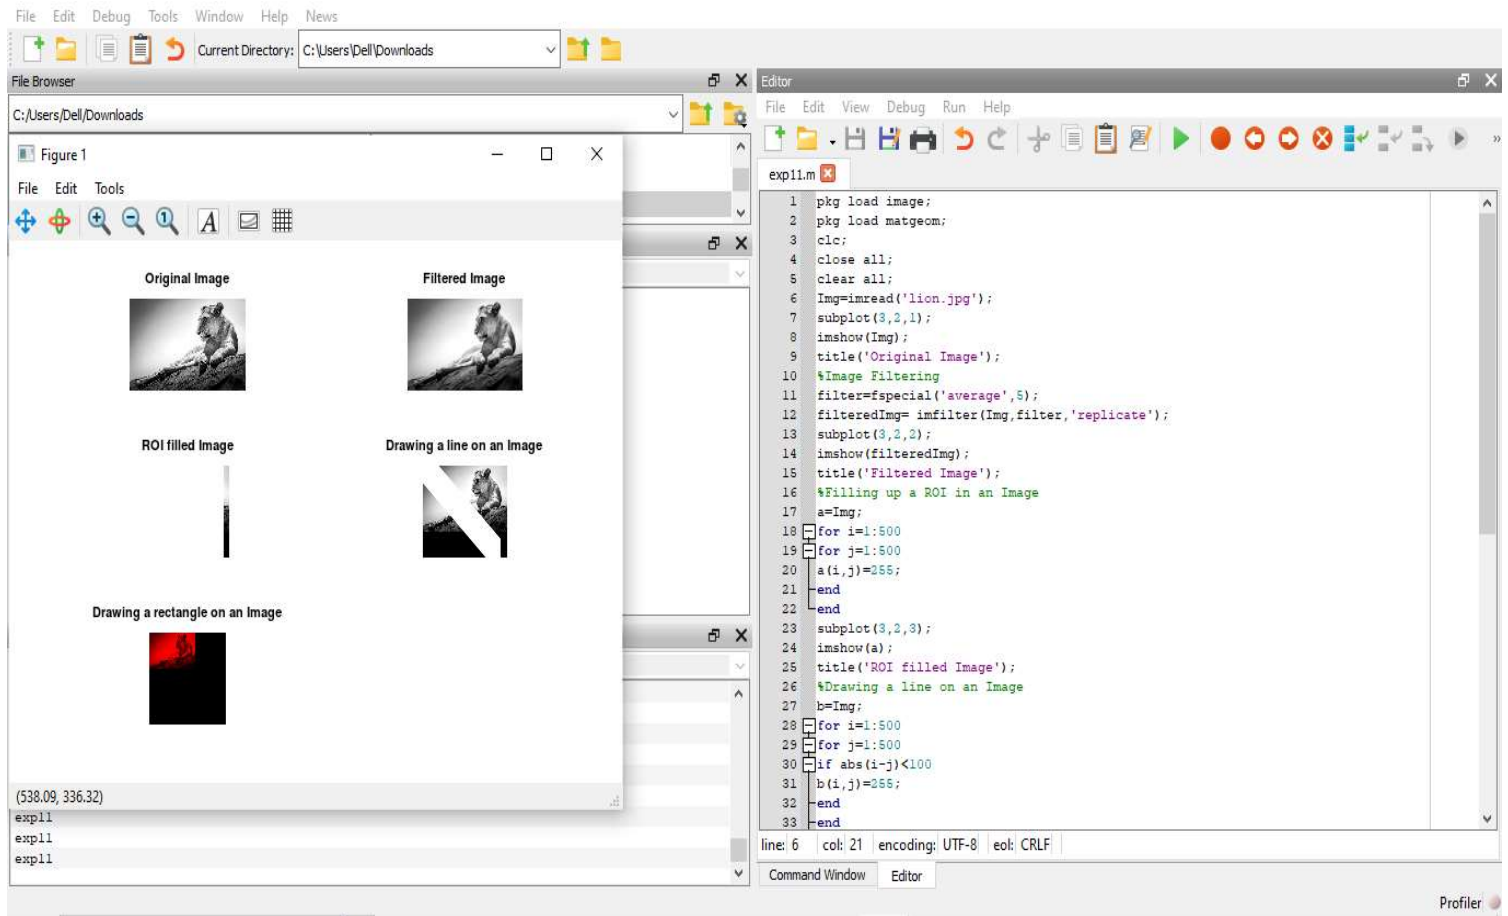 File Edit Debug Tools Window Help News
Current Directory: C:\Users\Dell\Downloads
File Browser
C:/Users/Dell/Downloads
Figure 1
File Edit Tools
A
Original Image
Filtered Image
ROI filled Image
Drawing a line on an Image
Drawing a rectangle on an Image
(538.09, 336.32)
exp11
exp11
exp11
Editor
File Edit View Debug Run Help
exp11.m
1 pkg load image;
2 pkg load matgeom;
3 clc;
4 close all;
5 clear all;
6 Img=imread('lion.jpg');
7 subplot(3,2,1);
8 imshow(Img);
9 title('Original Image');
10 %Image Filtering
11 filter=fspecial('average',5);
12 filteredImg= imfilter(Img,filter,'replicate');
13 subplot(3,2,2);
14 imshow(filteredImg);
15 title('Filtered Image');
16 %Filling up a ROI in an Image
17 a=Img;
18 for i=1:500
19 for j=1:500
20 a(i,j)=255;
21 end
22 end
23 subplot(3,2,3);
24 imshow(a);
25 title('ROI filled Image');
26 %Drawing a line on an Image
27 b=Img;
28 for i=1:500
29 for j=1:500
30 if abs(i-j)<100
31 b(i,j)=255;
32 end
33 end
line: 6 col: 21 encoding: UTF-8 eol: CRLF
Command Window Editor
Profiler